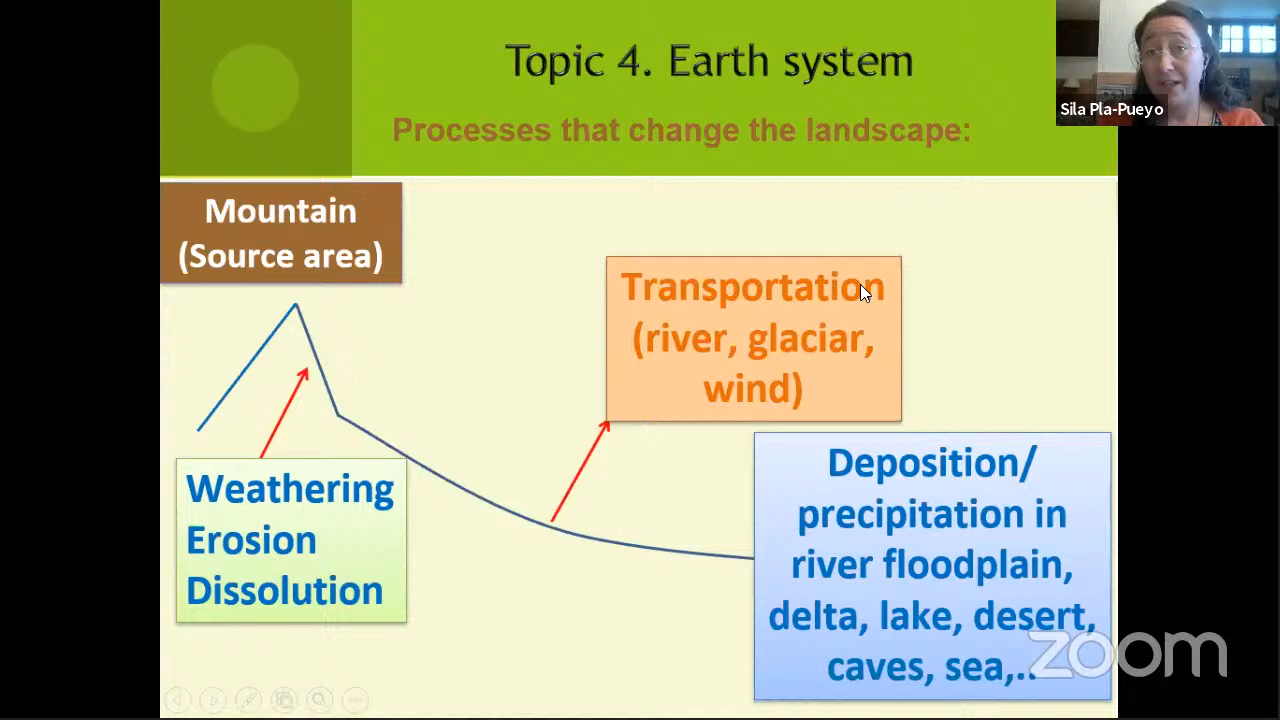 Topic 4. Earth system
Processes that change the landscape:
Sila Pla-Pueyo
Mountain
(Source area)
Transportation
(river, glaciar,
wind)
Weathering
Erosion
Dissolution
Deposition/
precipitation in
river floodplain,
delta, lake, desert,
caves, sea,..
zoom